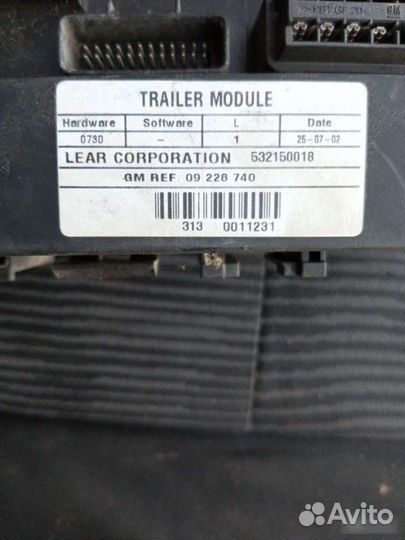 GM
TRAILER MODULE
Hardware Software L Date
0730 – 1 25-07-02
LEAR CORPORATION 532150018
GM REF. 09 228 740
313 0011231
Avito